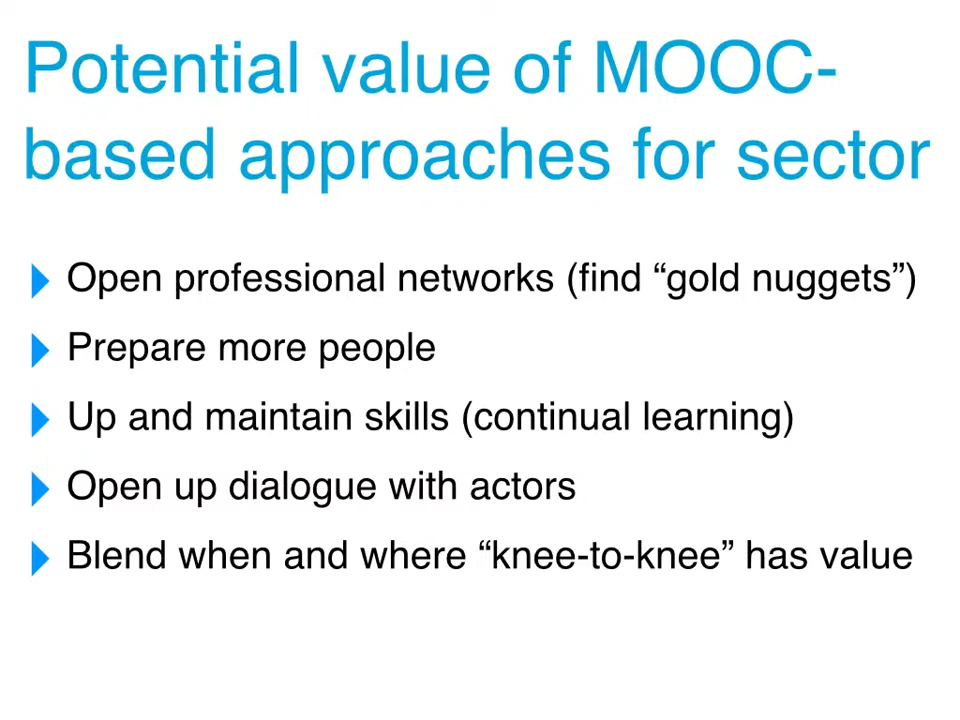 Potential value of MOOC-
based approaches for sector
Open professional networks (find “gold nuggets”)
Prepare more people
Up and maintain skills (continual learning)
Open up dialogue with actors
Blend when and where “knee-to-knee” has value